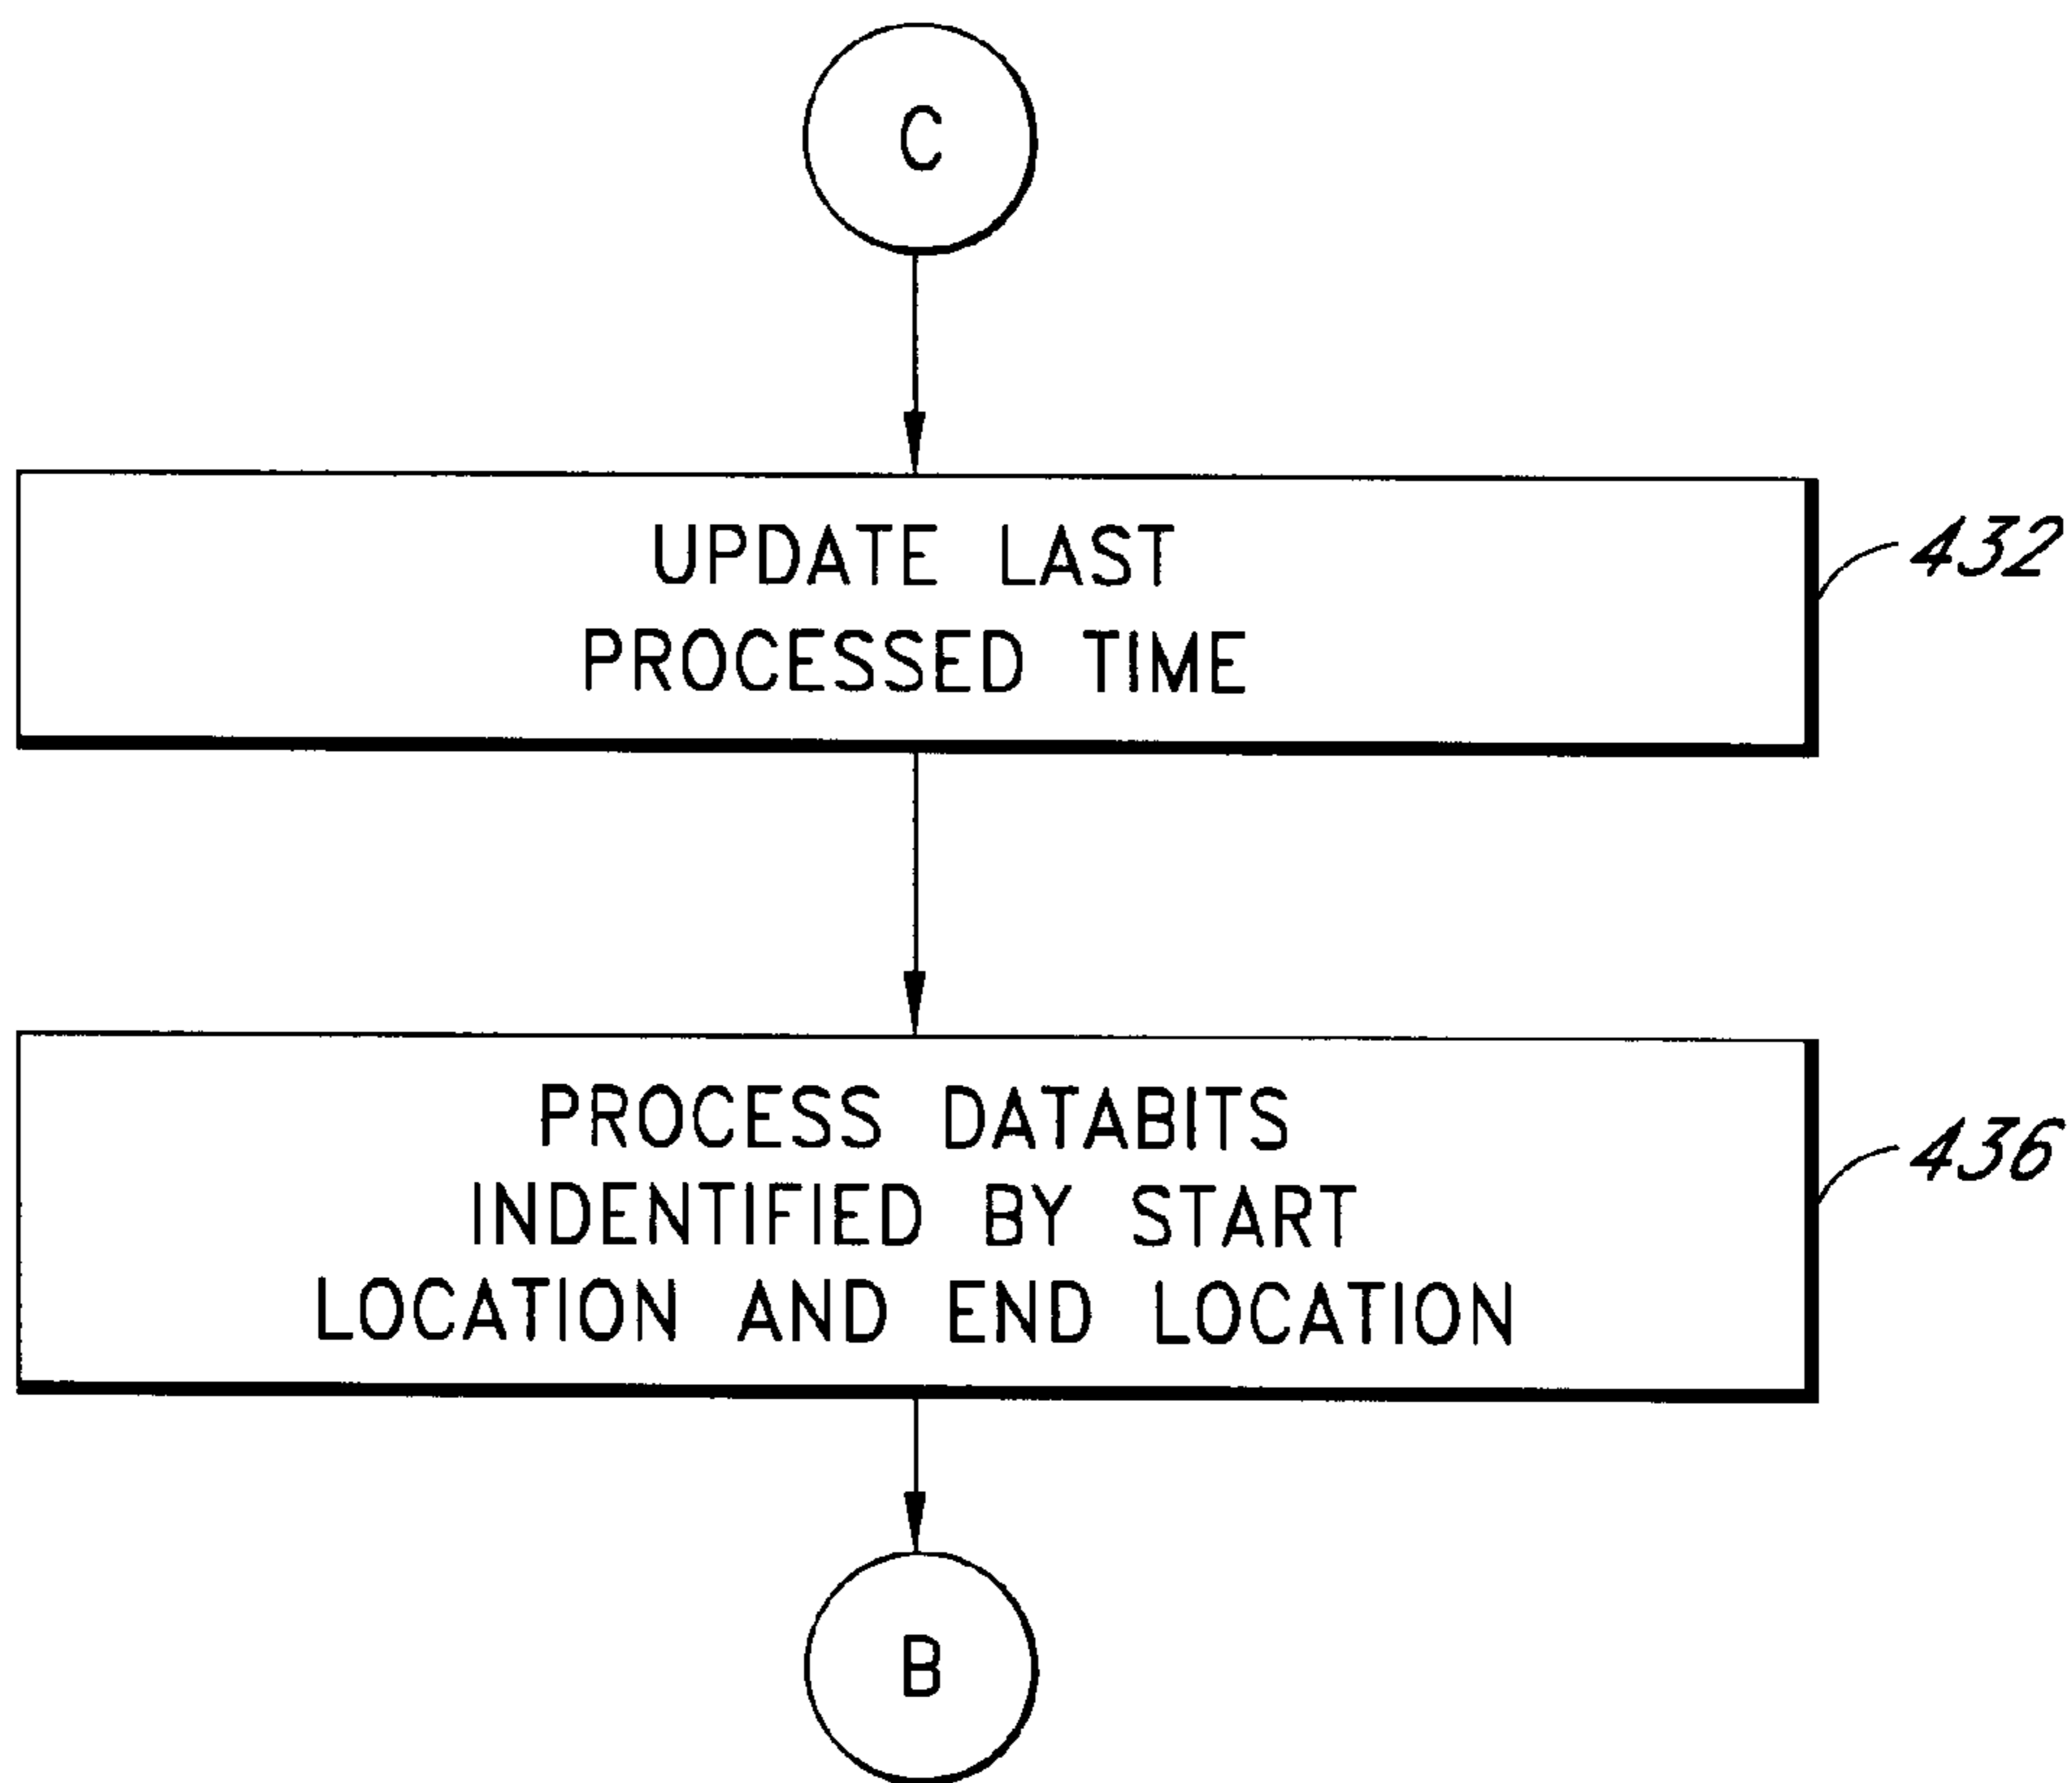 C
UPDATE LAST
PROCESSED TIME
432
PROCESS DATABITS
INDENTIFIED BY START
LOCATION AND END LOCATION
436
B